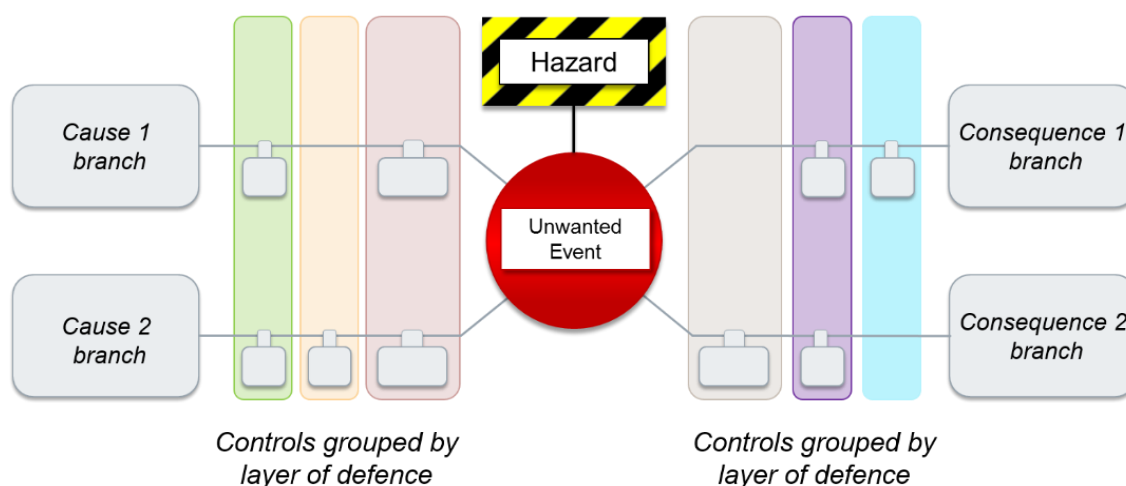 Hazard
Cause 1
branch
Consequence 1
branch
Unwanted
Event
Cause 2
branch
Consequence 2
branch
Controls grouped by
layer of defence
Controls grouped by
layer of defence